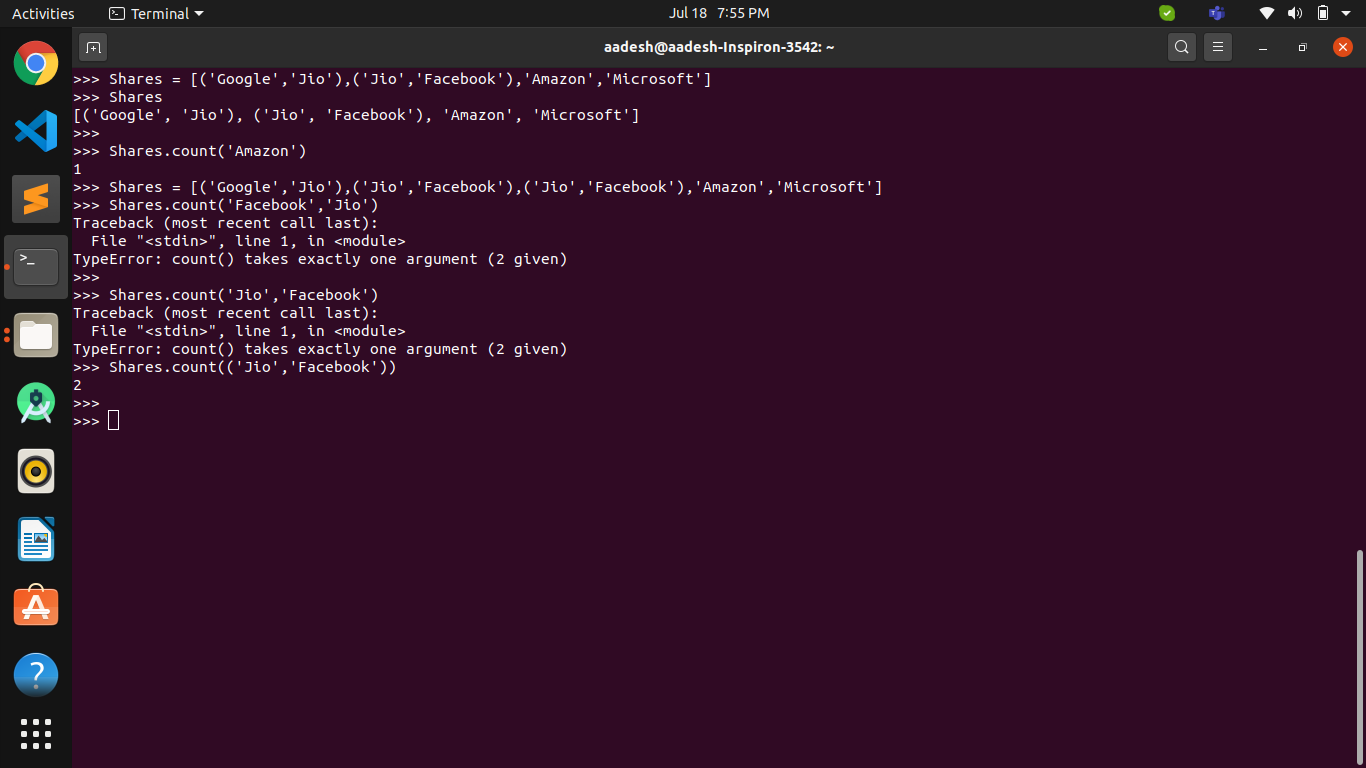 Activities Terminal Jul 18 7:55 PM
aadesh@aadesh-Inspiron-3542: ~
>>> Shares = [('Google','Jio'),('Jio','Facebook'),'Amazon','Microsoft']
>>> Shares
[('Google', 'Jio'), ('Jio', 'Facebook'), 'Amazon', 'Microsoft']
>>>
>>> Shares.count('Amazon')
1
>>> Shares = [('Google','Jio'),('Jio','Facebook'),('Jio','Facebook'),'Amazon','Microsoft']
>>> Shares.count('Facebook','Jio')
Traceback (most recent call last):
  File "<stdin>", line 1, in <module>
TypeError: count() takes exactly one argument (2 given)
>>>
>>> Shares.count('Jio','Facebook')
Traceback (most recent call last):
  File "<stdin>", line 1, in <module>
TypeError: count() takes exactly one argument (2 given)
>>> Shares.count(('Jio','Facebook'))
2
>>>
>>>